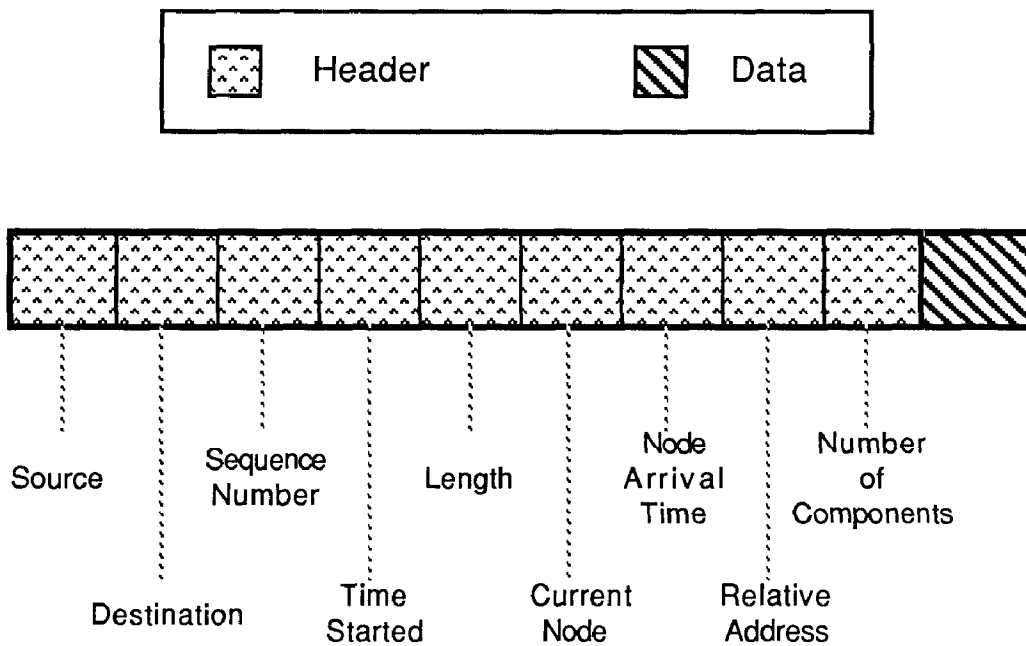 Header
Data
Source
Sequence
Number
Length
Node
Arrival
Time
Number
of
Components
Destination
Time
Started
Current
Node
Relative
Address